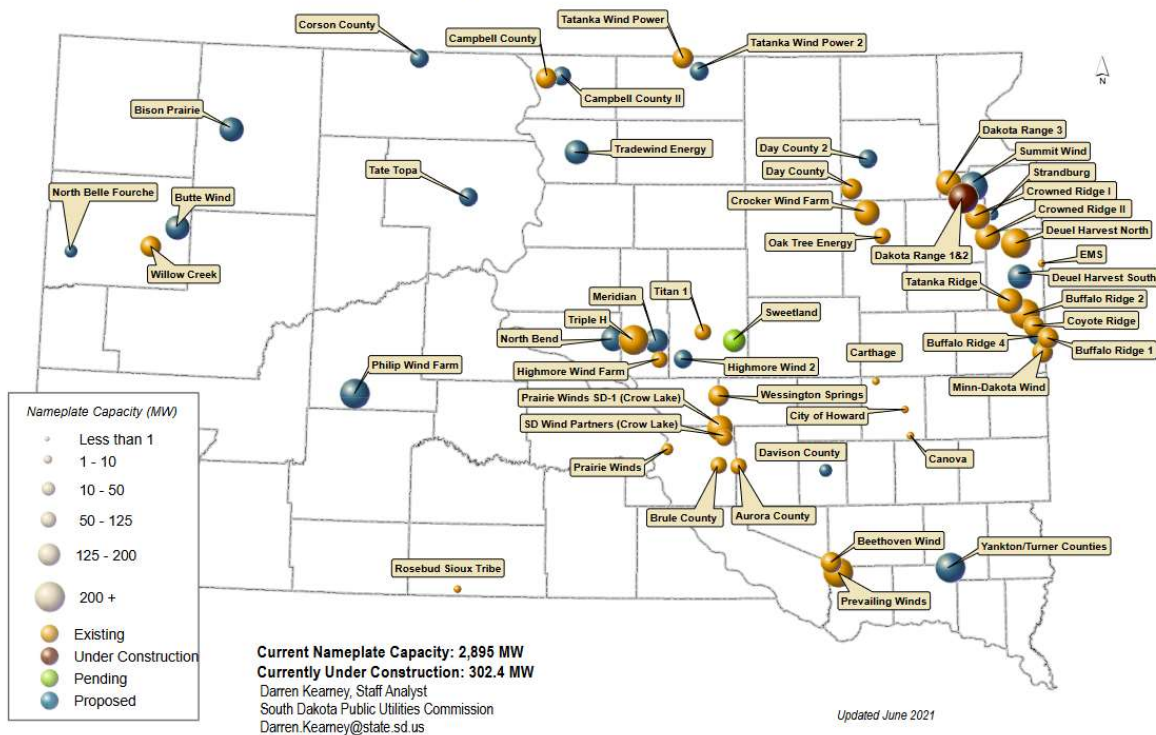 Tatanka Wind Power
Corson County
Campbell County
Tatanka Wind Power 2
N
Campbell County II
Bison Prairie
Dakota Range 3
Tradewind Energy
Day County 2
Summit Wind
Tate Topa
Day County
Strandburg
North Belle Fourche
Butte Wind
Crocker Wind Farm
Crowned Ridge I
Crowned Ridge II
Deuel Harvest North
Oak Tree Energy
Dakota Range 1&2
EMS
Willow Creek
Deuel Harvest South
Tatanka Ridge
Meridian
Titan 1
Buffalo Ridge 2
Triple H
Sweetland
Coyote Ridge
North Bend
Buffalo Ridge 4
Buffalo Ridge 1
Carthage
Highmore Wind Farm
Highmore Wind 2
Philip Wind Farm
Minn-Dakota Wind
Prairie Winds SD-1 (Crow Lake)
Wessington Springs
City of Howard
SD Wind Partners (Crow Lake)
Davison County
Prairie Winds
Canova
Brule County
Aurora County
Beethoven Wind
Yankton/Turner Counties
Rosebud Sioux Tribe
Prevailing Winds
Nameplate Capacity (MW)
Less than 1
1 - 10
10 - 50
50 - 125
125 - 200
200 +
Existing
Under Construction
Pending
Proposed
Current Nameplate Capacity: 2,895 MW
Currently Under Construction: 302.4 MW
Darren Kearney, Staff Analyst
South Dakota Public Utilities Commission
Darren.Kearney@state.sd.us
Updated June 2021